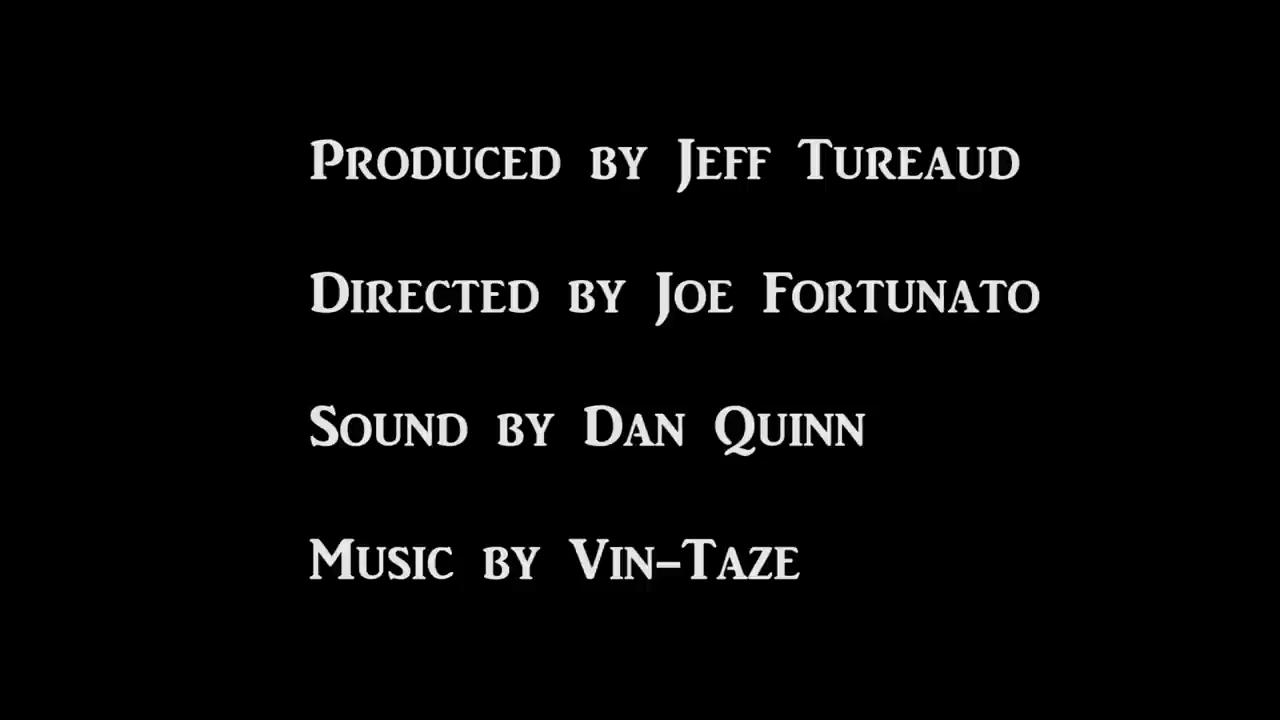 Produced by Jeff Tureaud
Directed by Joe Fortunato
Sound by Dan Quinn
Music by Vin-Taze